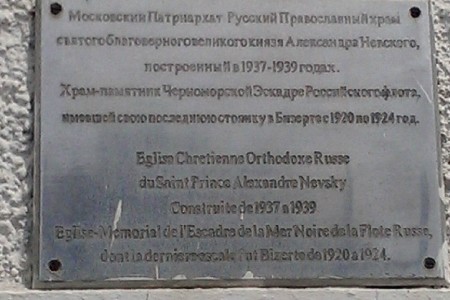 Московский Патриархат Русский Православный храм
святого благоверного великого князя Александра Невского,
построенный в 1937-1939 годах.
Храм-памятник Черноморской Эскадре Российского флота,
имевшей свою последнюю стоянку в Бизерте с 1920 по 1924 год.
Eglise Chretienne Orthodoxe Russe
du Saint Prince Alexandre Nevsky
Construite de 1937 a 1939
Eglise-Memorial de l'Escadre de la Mer Noire de la Flote Russe,
dont la derniere escale fut Bizerte de 1920 a 1924.